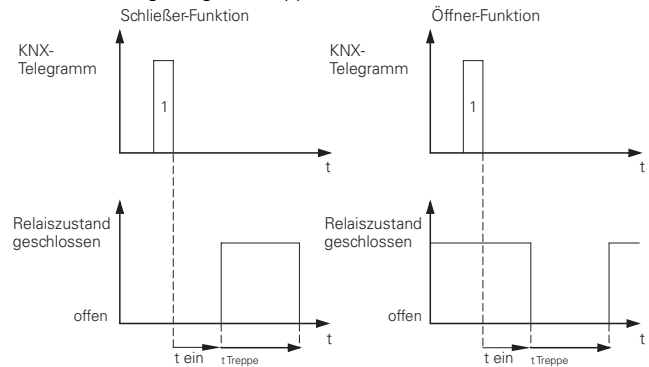 Schließer-Funktion
KNX-
Telegramm
1
t
Relaiszustand
geschlossen
offen
t
t ein
t Treppe
Öffner-Funktion
KNX-
Telegramm
1
t
Relaiszustand
geschlossen
offen
t
t ein
t Treppe